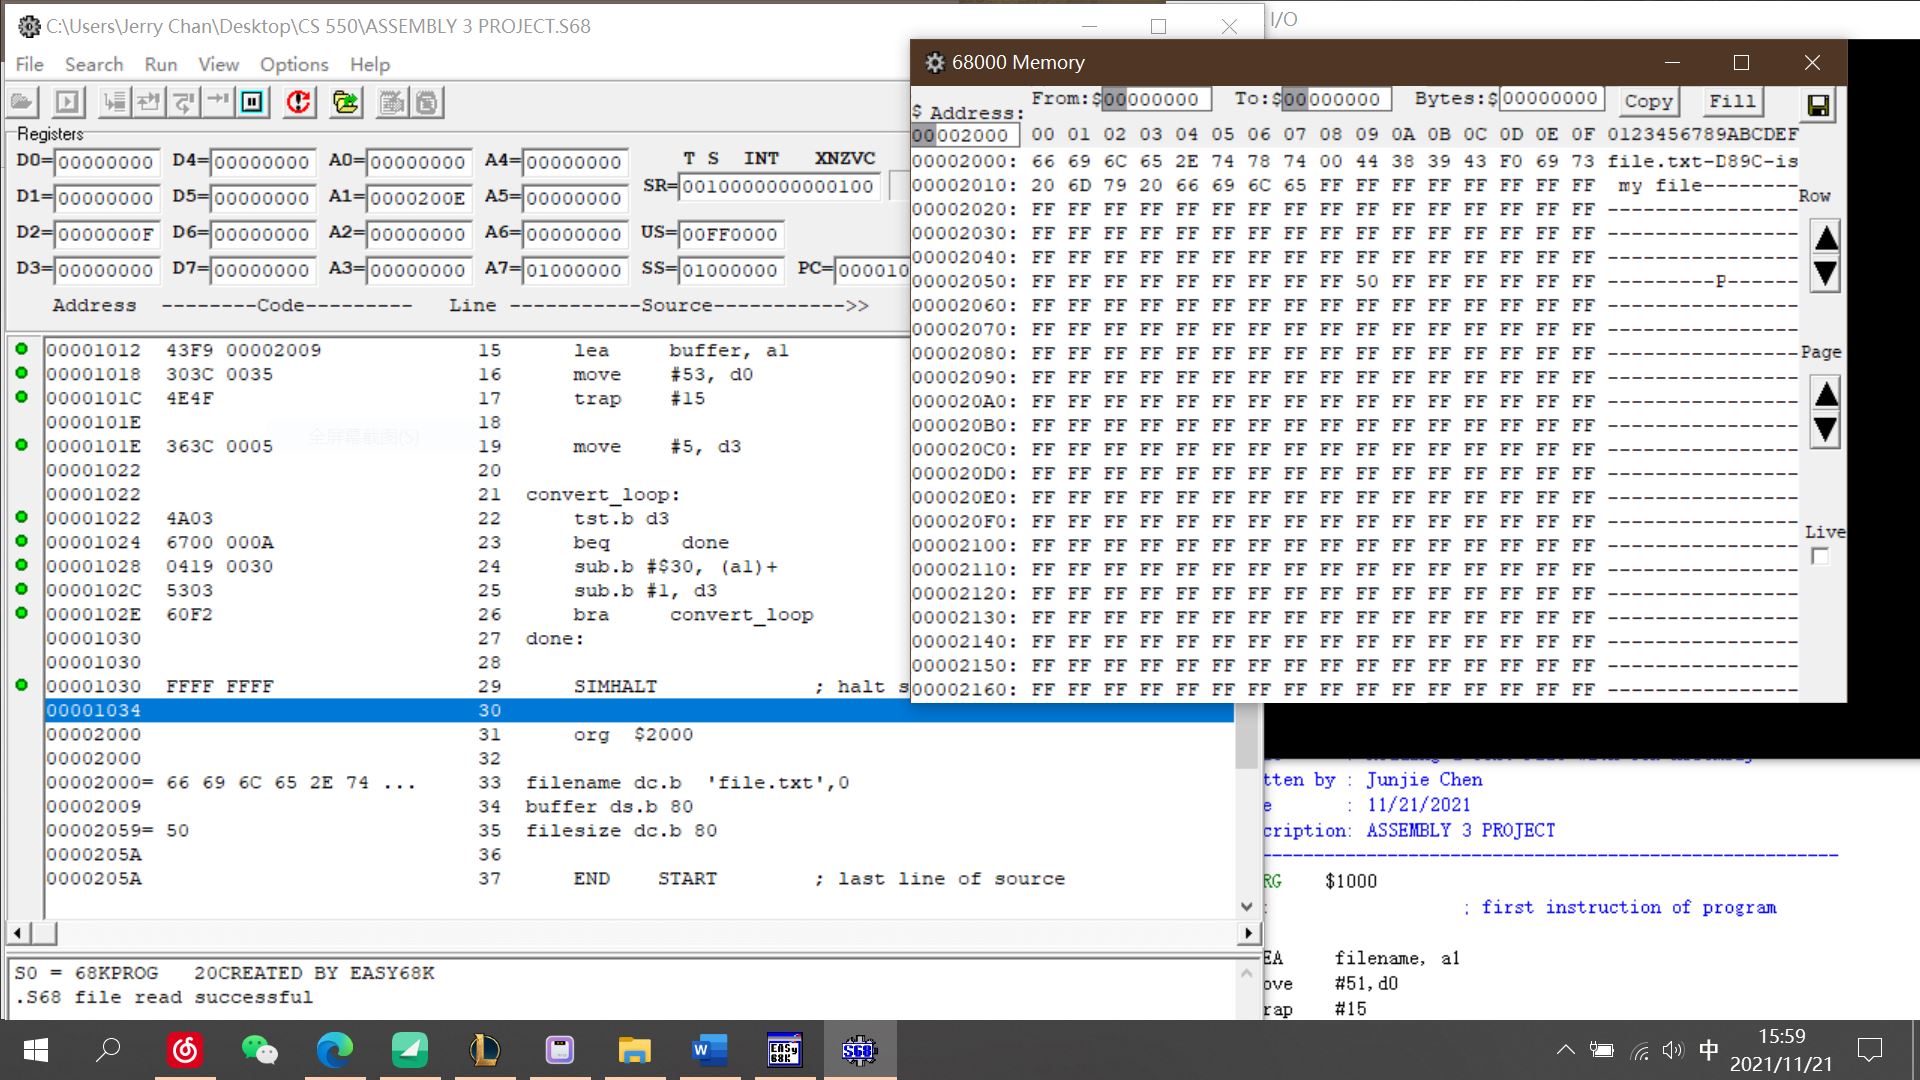 C:\Users\Jerry Chan\Desktop\CS 550\ASSEMBLY 3 PROJECT.S68
I/O
File Search Run View Options Help
Registers
D0= 00000000 D4= 00000000 A0= 00000000 A4= 00000000 T S INT XNZVC
SR= 0010000000000100
D1= 00000000 D5= 00000000 A1= 0000200E A5= 00000000
D2= 0000000F D6= 00000000 A2= 00000000 A6= 00000000 US= 00FF0000
D3= 00000000 D7= 00000000 A3= 00000000 A7= 01000000 SS= 01000000 PC= 000010
Address --------Code--------- Line -----------Source----------->>
00001012 43F9 00002009 15 lea buffer, a1
00001018 303C 0035 16 move #53, d0
0000101C 4E4F 17 trap #15
0000101E 18
全屏幕截图(S)
0000101E 363C 0005 19 move #5, d3
00001022 20
00001022 21 convert_loop:
00001022 4A03 22 tst.b d3
00001024 6700 000A 23 beq done
00001028 0419 0030 24 sub.b #$30, (a1)+
0000102C 5303 25 sub.b #1, d3
0000102E 60F2 26 bra convert_loop
00001030 27 done:
00001030 28
00001030 FFFF FFFF 29 SIMHALT ; halt s
00001034 30
00002000 31 org $2000
00002000 32
00002000= 66 69 6C 65 2E 74 ... 33 filename dc.b 'file.txt',0
00002009 34 buffer ds.b 80
00002059= 50 35 filesize dc.b 80
0000205A 36
0000205A 37 END START ; last line of source
S0 = 68KPROG 20CREATED BY EASY68K
.S68 file read successful
68000 Memory
$ Address: From:$ 00000000 To:$ 00000000 Bytes:$ 00000000 Copy Fill
00002000 00 01 02 03 04 05 06 07 08 09 0A 0B 0C 0D 0E 0F 0123456789ABCDEF
00002000: 66 69 6C 65 2E 74 78 74 00 44 38 39 43 F0 69 73 file.txt-D89C-is
00002010: 20 6D 79 20 66 69 6C 65 FF FF FF FF FF FF FF FF my file--------
00002020: FF FF FF FF FF FF FF FF FF FF FF FF FF FF FF FF ----------------
00002030: FF FF FF FF FF FF FF FF FF FF FF FF FF FF FF FF ----------------
00002040: FF FF FF FF FF FF FF FF FF FF FF FF FF FF FF FF ----------------
00002050: FF FF FF FF FF FF FF FF FF 50 FF FF FF FF FF FF ---------P------
00002060: FF FF FF FF FF FF FF FF FF FF FF FF FF FF FF FF ----------------
00002070: FF FF FF FF FF FF FF FF FF FF FF FF FF FF FF FF ----------------
00002080: FF FF FF FF FF FF FF FF FF FF FF FF FF FF FF FF ----------------
00002090: FF FF FF FF FF FF FF FF FF FF FF FF FF FF FF FF ----------------
000020A0: FF FF FF FF FF FF FF FF FF FF FF FF FF FF FF FF ----------------
000020B0: FF FF FF FF FF FF FF FF FF FF FF FF FF FF FF FF ----------------
000020C0: FF FF FF FF FF FF FF FF FF FF FF FF FF FF FF FF ----------------
000020D0: FF FF FF FF FF FF FF FF FF FF FF FF FF FF FF FF ----------------
000020E0: FF FF FF FF FF FF FF FF FF FF FF FF FF FF FF FF ----------------
000020F0: FF FF FF FF FF FF FF FF FF FF FF FF FF FF FF FF ----------------
00002100: FF FF FF FF FF FF FF FF FF FF FF FF FF FF FF FF ----------------
00002110: FF FF FF FF FF FF FF FF FF FF FF FF FF FF FF FF ----------------
00002120: FF FF FF FF FF FF FF FF FF FF FF FF FF FF FF FF ----------------
00002130: FF FF FF FF FF FF FF FF FF FF FF FF FF FF FF FF ----------------
00002140: FF FF FF FF FF FF FF FF FF FF FF FF FF FF FF FF ----------------
00002150: FF FF FF FF FF FF FF FF FF FF FF FF FF FF FF FF ----------------
00002160: FF FF FF FF FF FF FF FF FF FF FF FF FF FF FF FF ----------------
Row
Page
Live
tten by : Junjie Chen
e : 11/21/2021
cription: ASSEMBLY 3 PROJECT
RG $1000
: ; first instruction of program
EA filename, a1
ove #51,d0
rap #15
W
EASy 68K
S68
中
15:59
2021/11/21